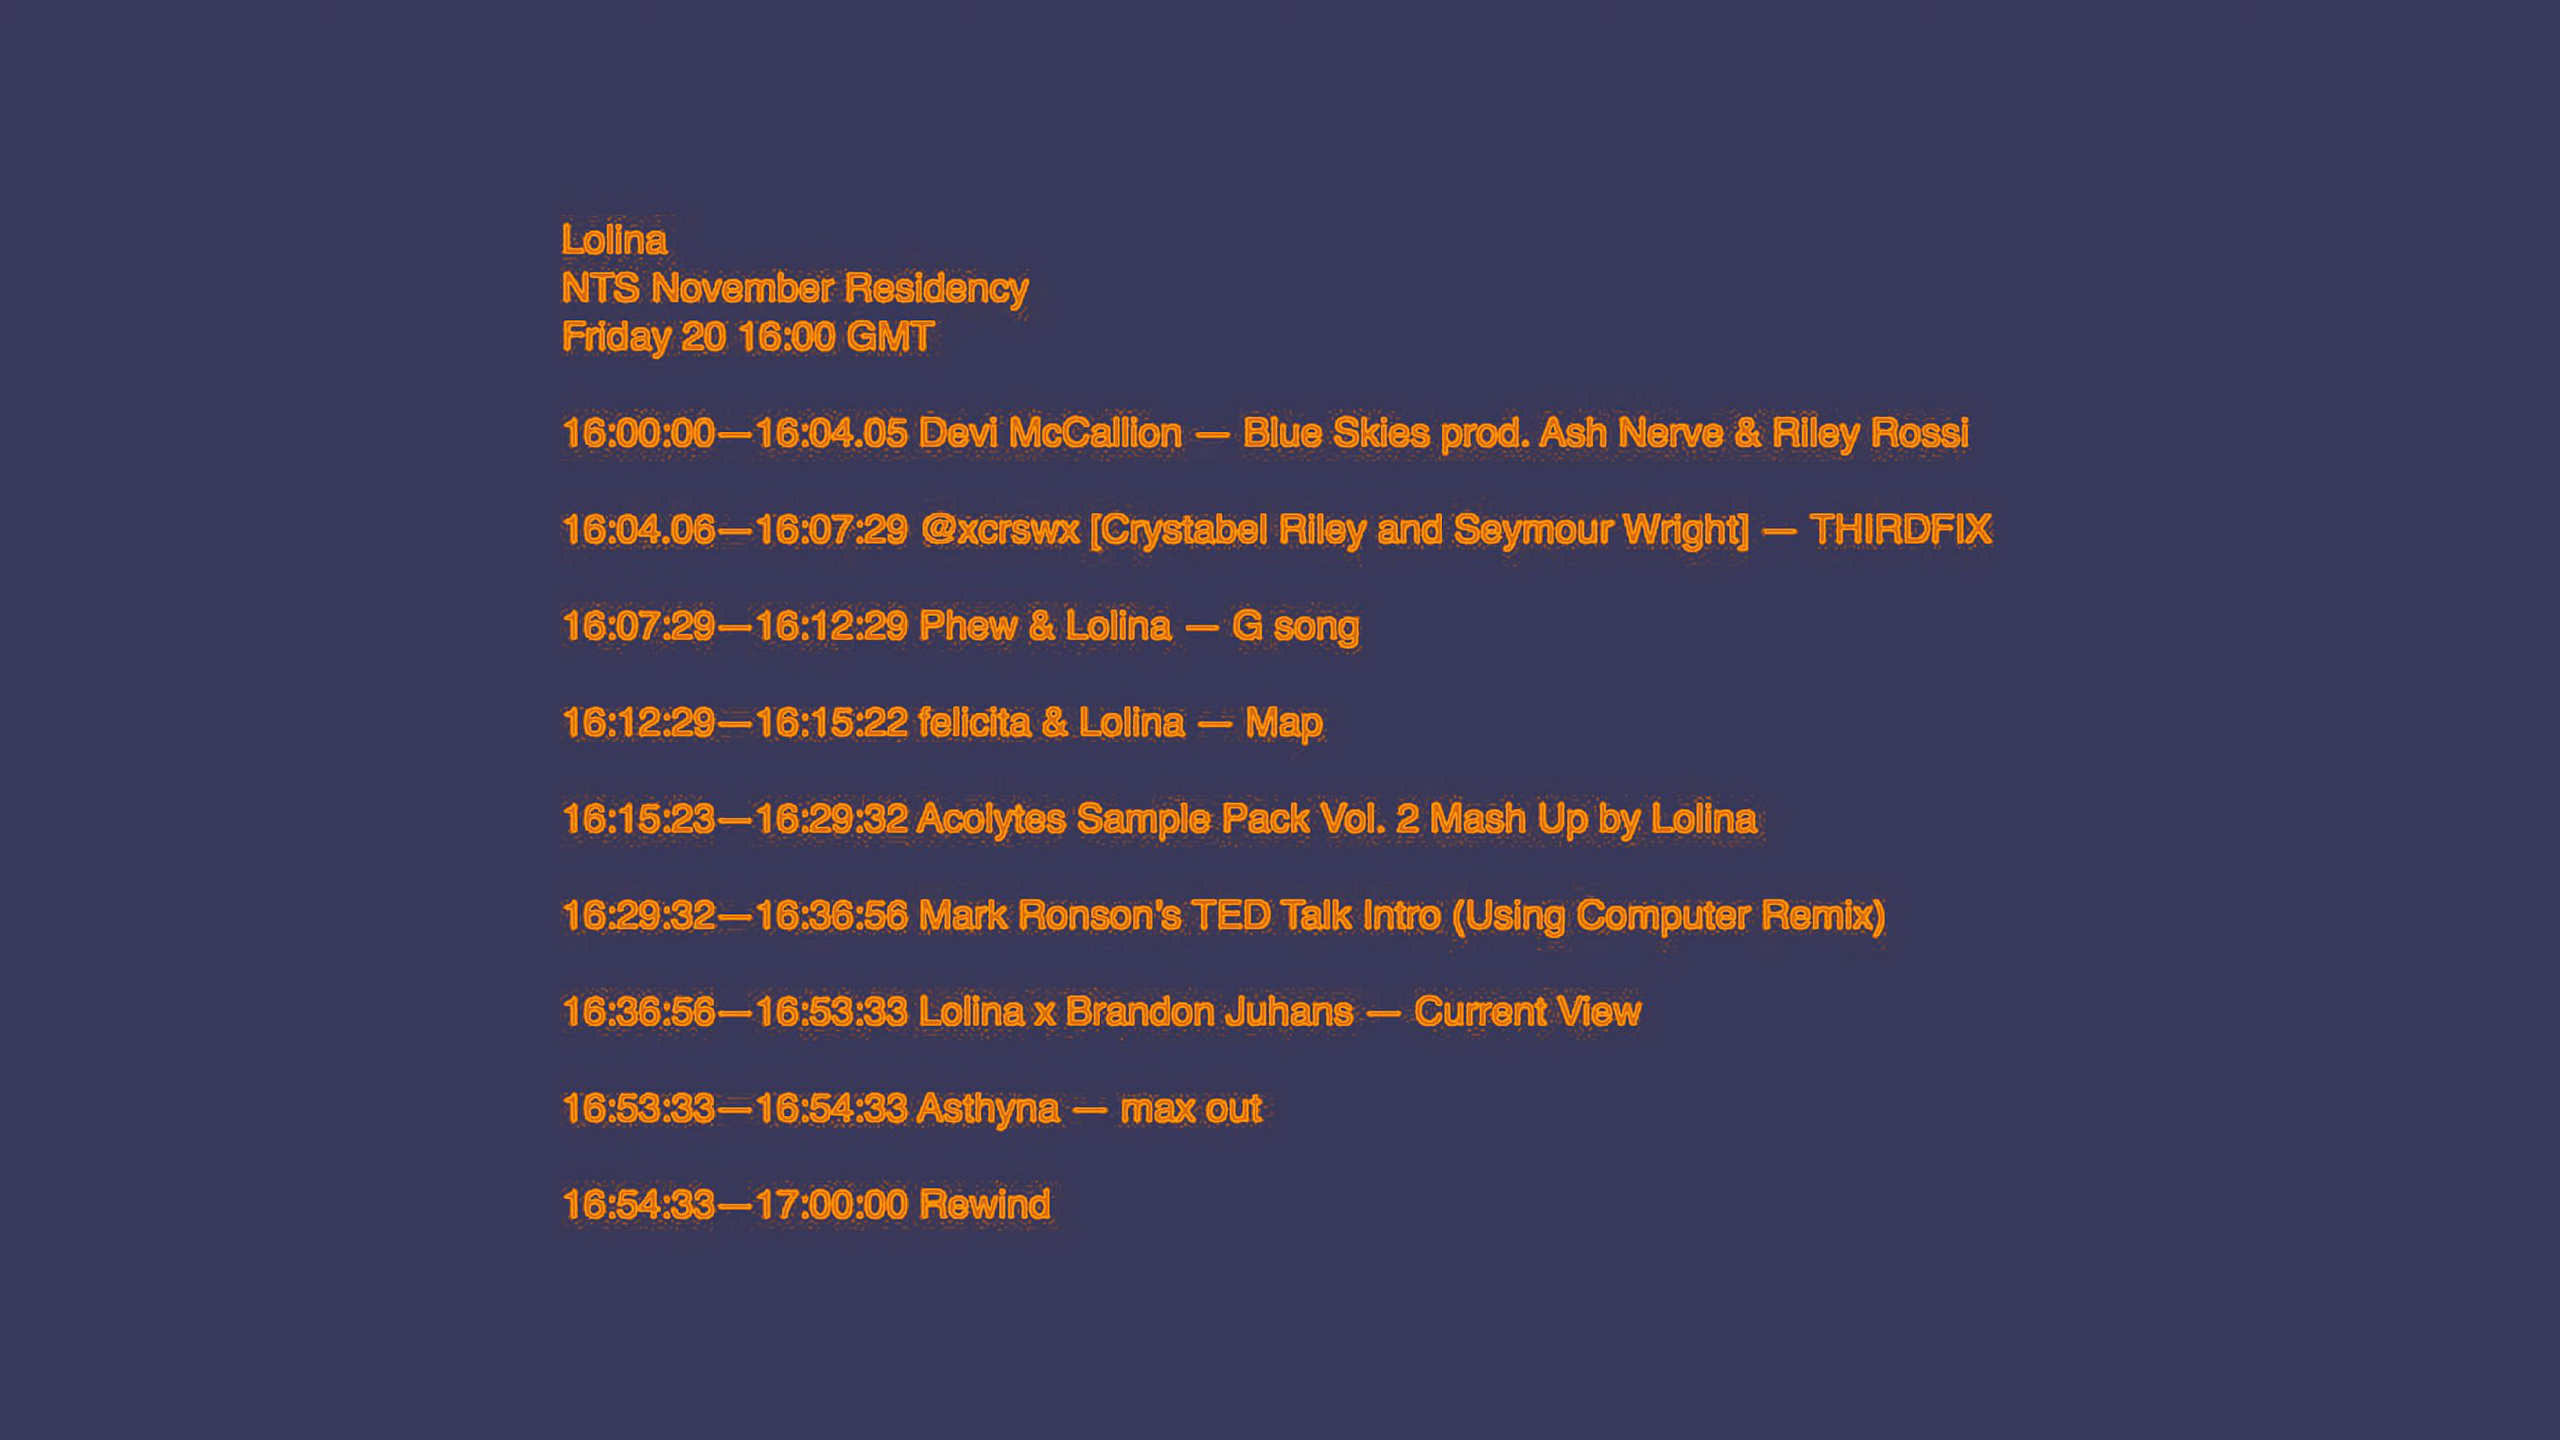 Lolina
NTS November Residency
Friday 20 16:00 GMT
16:00:00—16:04.05 Devi McCallion — Blue Skies prod. Ash Nerve & Riley Rossi
16:04.06—16:07:29 @xcrswx [Crystabel Riley and Seymour Wright] — THIRDFIX
16:07:29—16:12:29 Phew & Lolina — G song
16:12:29—16:15:22 felicita & Lolina — Map
16:15:23—16:29:32 Acolytes Sample Pack Vol. 2 Mash Up by Lolina
16:29:32—16:36:56 Mark Ronson's TED Talk Intro (Using Computer Remix)
16:36:56—16:53:33 Lolina x Brandon Juhans — Current View
16:53:33—16:54:33 Asthyna — max out
16:54:33—17:00:00 Rewind